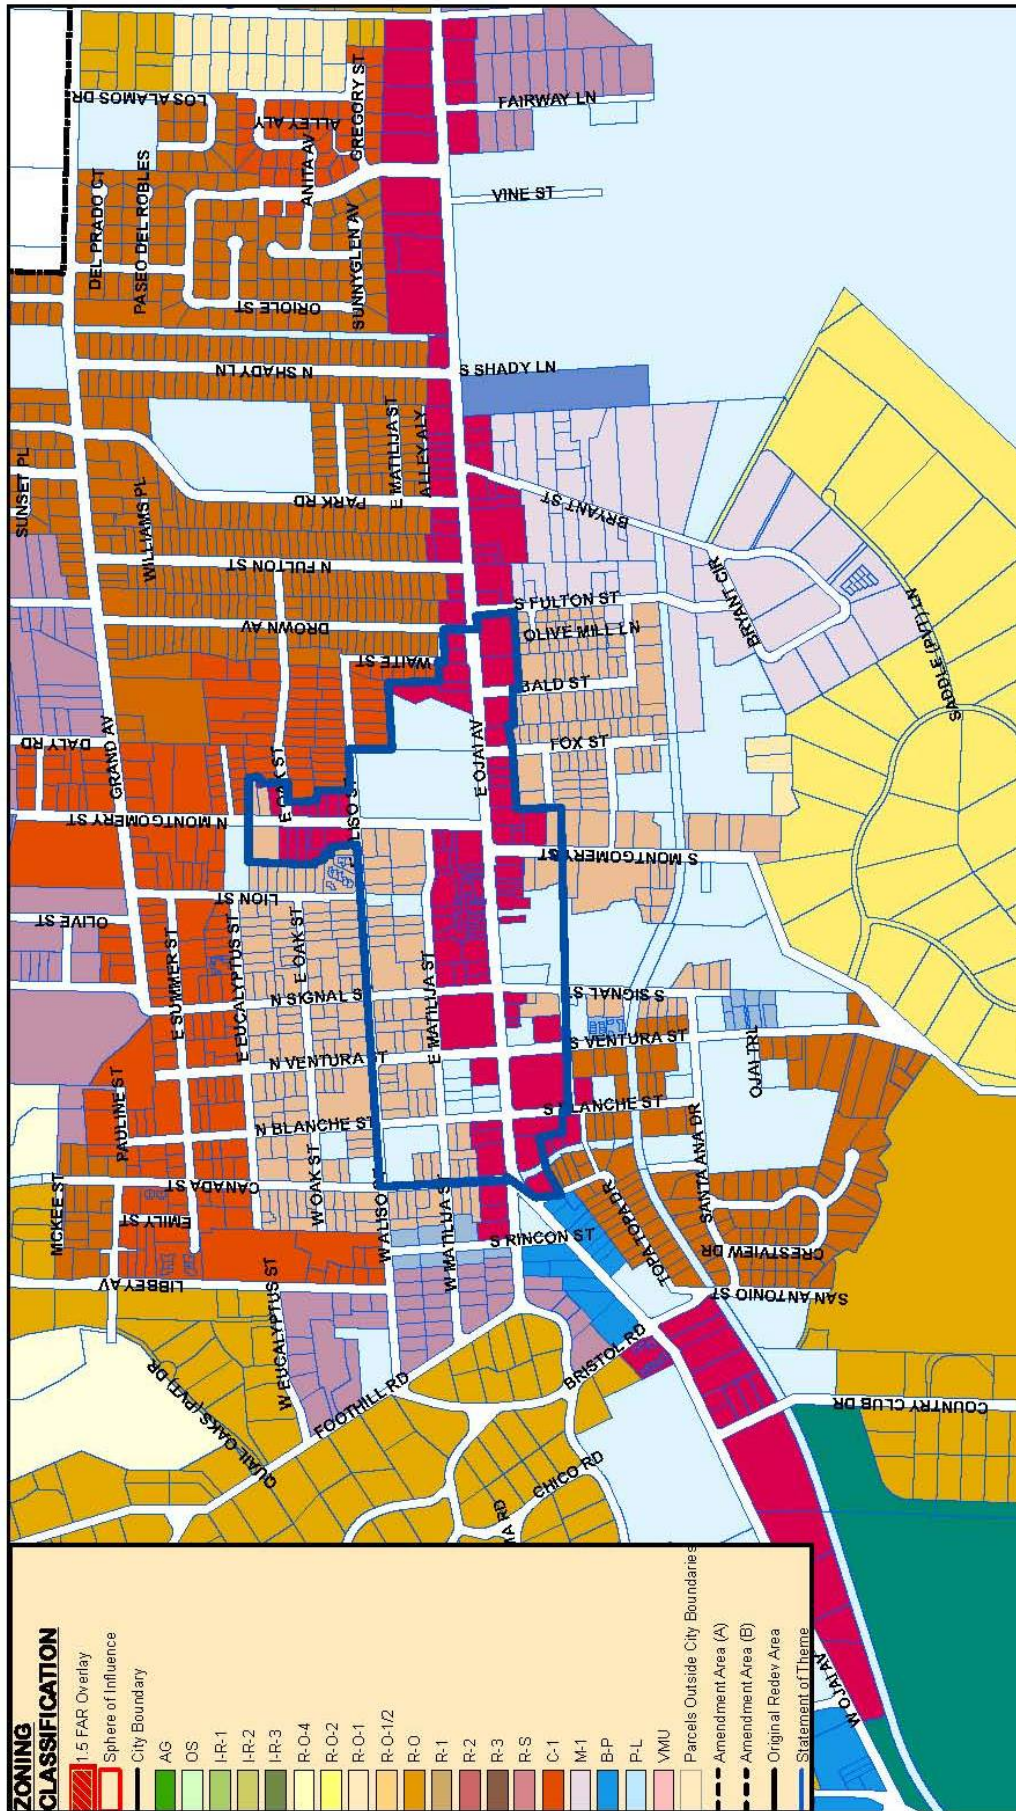 ZONING
CLASSIFICATION
1.5 FAR Overlay
Sphere of Influence
City Boundary
AG
OS
I-R-1
I-R-2
I-R-3
R-O-4
R-O-2
R-O-1
R-O-1/2
R-O
R-1
R-2
R-3
R-S
C-1
M-1
B-P
P-L
VMU
Parcels Outside City Boundaries
Amendment Area (A)
Amendment Area (B)
Original Redev Area
Statement of Theme
LOS ALAMOS DR
ALLEY ALY
GREGORY ST
ANITA AV
FAIRWAY LN
VINE ST
DEL PRADO CT
PASEO DEL ROBLES
ORIOLE ST
SUNNYGLEN AV
N SHADY LN
S SHADY LN
SUNSET PL
WILLIAMS PL
PARK RD
E MATILIJA ST
ALLEY ALY
BRYANT ST
N FULTON ST
S FULTON ST
BRYANT CIR
SADDLE (PVT) LN
DROWN AV
OLIVE MILL LN
WAITE ST
BALD ST
DALY RD
GRAND AV
E OAK ST
E OJAI AV
FOX ST
N MONTGOMERY ST
S MONTGOMERY ST
OLIVE ST
LION ST
E SUMMER ST
E EUCALYPTUS ST
E OAK ST
N SIGNAL S
E MATILIJA ST
S SIGNAL S
N VENTURA ST
S VENTURA ST
OJAI TRL
PAULINE ST
N BLANCHE ST
S BLANCHE ST
SANTA ANA DR
MCKEE ST
CANADA ST
W OAK ST
EMILY ST
W ALISO ST
W MATILIJA ST
S RINCON ST
TOPA TOPA DR
CRESTVIEW DR
LIBBEY AV
W EUCALYPTUS ST
SAN ANTONIO ST
QUAIL OAKS (PVT) DR
FOOTHILL RD
BRISTOL RD
COUNTRY CLUB DR
CHICO RD
MA RD
W OJAI AV